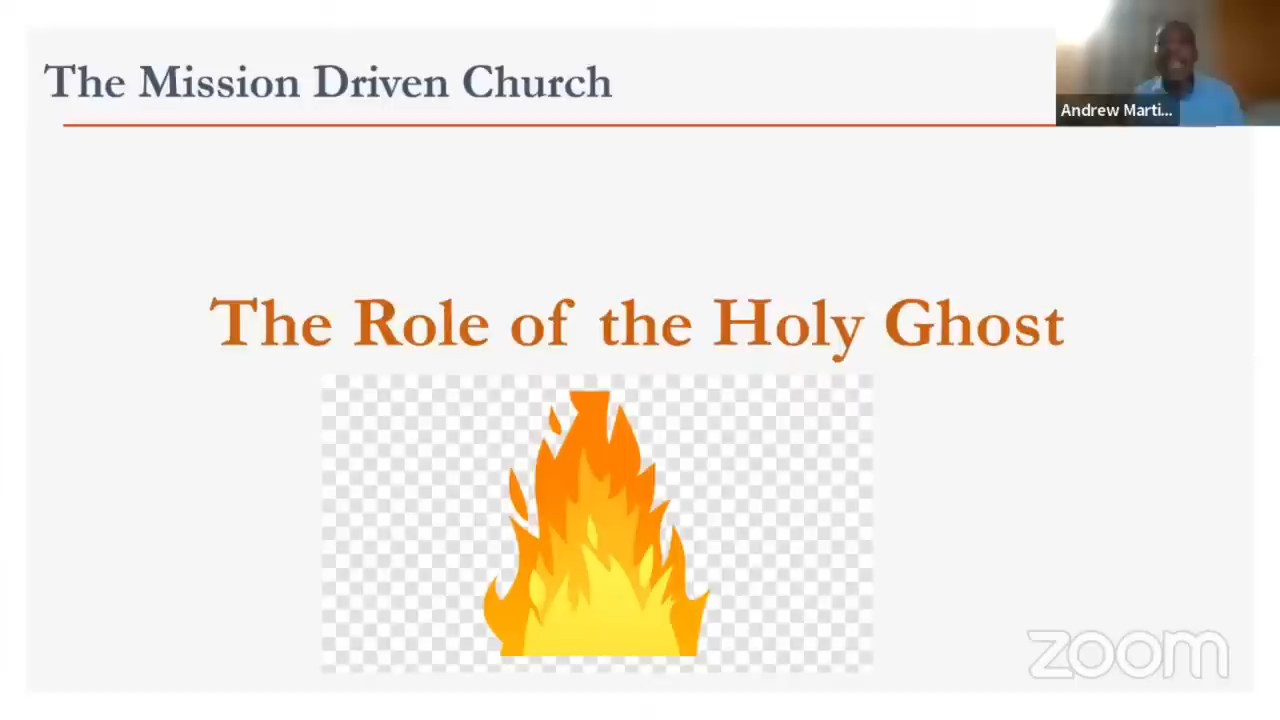 The Mission Driven Church
Andrew Marti...
The Role of the Holy Ghost
zoom